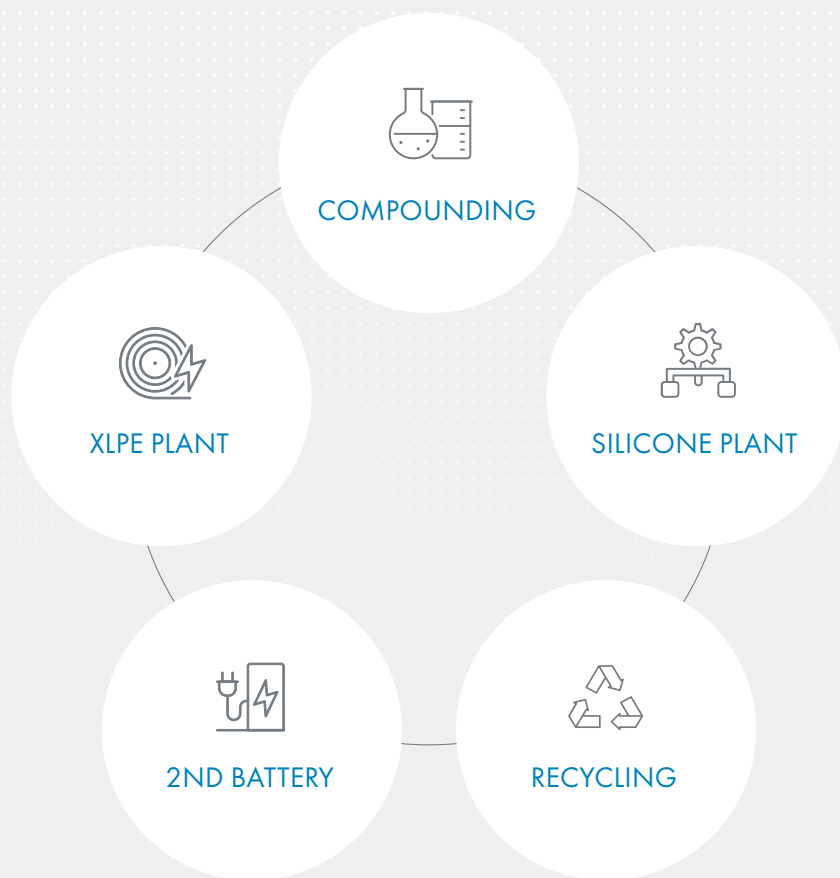 COMPOUNDING
XLPE PLANT
SILICONE PLANT
2ND BATTERY
RECYCLING